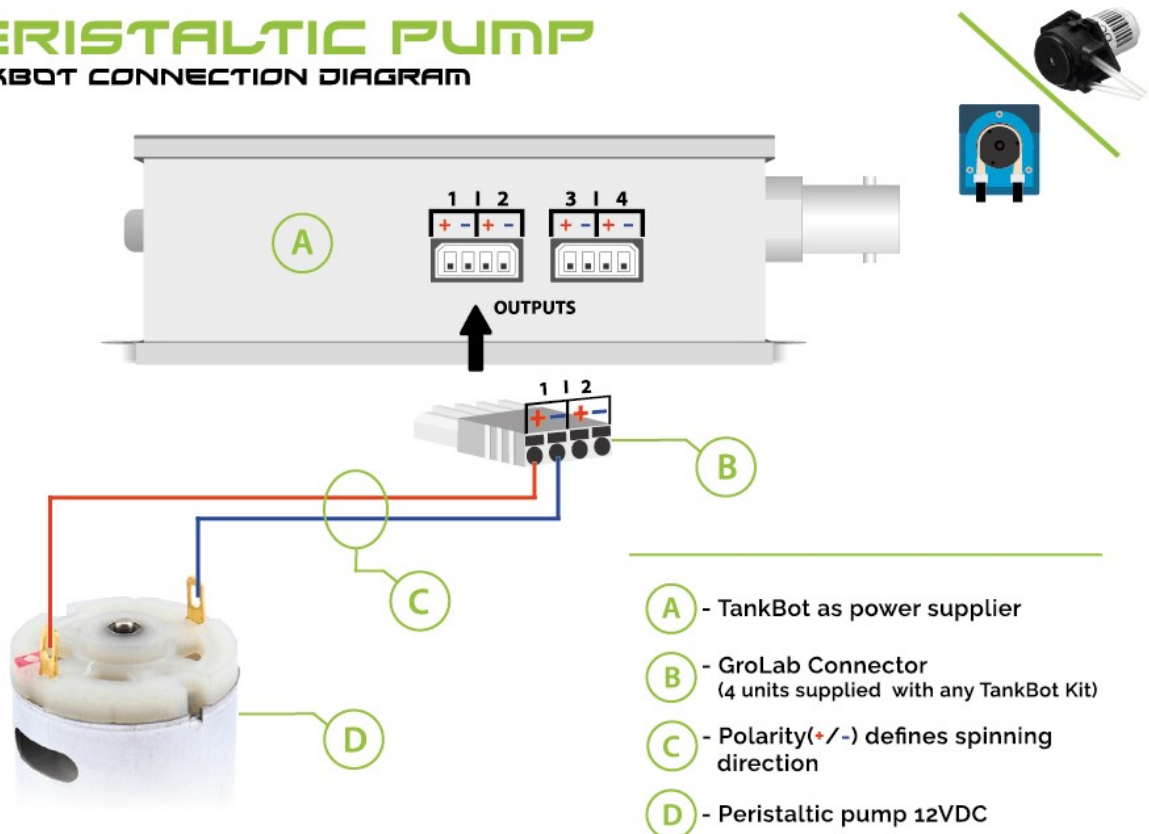 ERISTALTIC PUMP
KBOT CONNECTION DIAGRAM
1 | 2
3 | 4
+ - + -
+ - + -
A
OUTPUTS
1 | 2
+ - + -
B
C
D
A - TankBot as power supplier
B - GroLab Connector
(4 units supplied with any TankBot Kit)
C - Polarity(+/-) defines spinning
direction
D - Peristaltic pump 12VDC